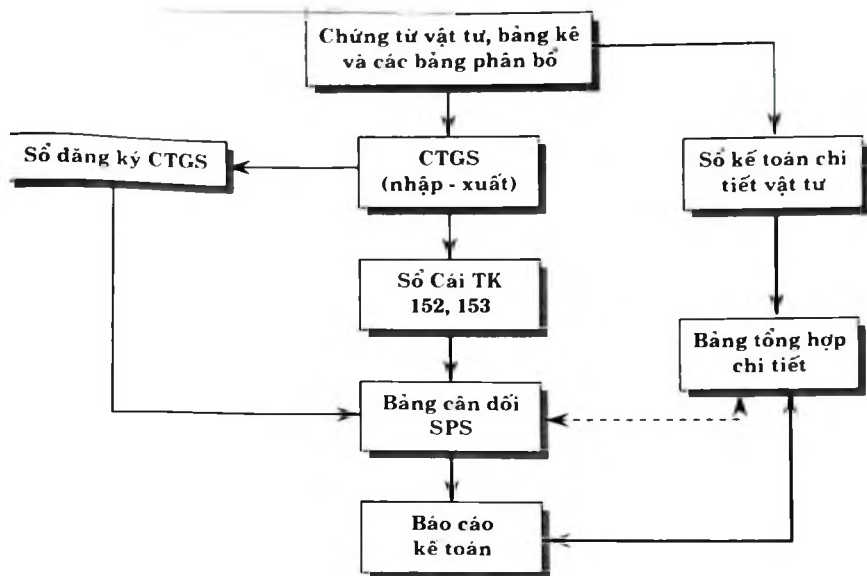 Chứng từ vật tư, bảng kê
và các bảng phân bổ
Sổ đăng ký CTGS
CTGS
(nhập - xuất)
Sổ kế toán chi
tiết vật tư
Sổ Cái TK
152, 153
Bảng tổng hợp
chi tiết
Bảng cân dối
SPS
Báo cáo
kế toán